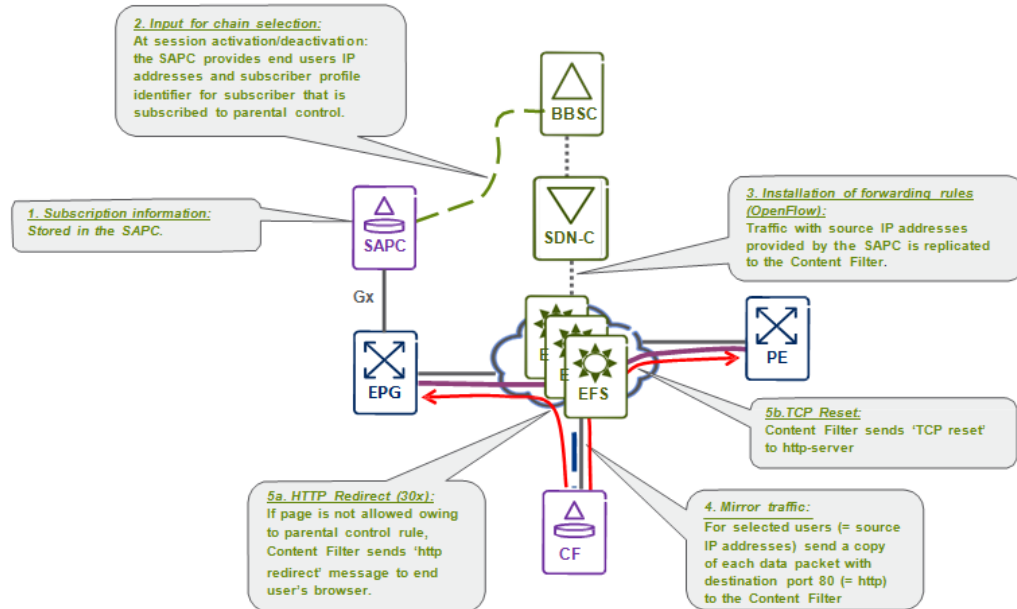 2. Input for chain selection:
At session activation/deactivation:
the SAPC provides end users IP
addresses and subscriber profile
identifier for subscriber that is
subscribed to parental control.
BBSC
1. Subscription information:
Stored in the SAPC.
SAPC
SDN-C
3. Installation of forwarding rules
(OpenFlow):
Traffic with source IP addresses
provided by the SAPC is replicated
to the Content Filter.
Gx
EPG
E
E
EFS
PE
5b.TCP Reset:
Content Filter sends ‘TCP reset’
to http-server
5a. HTTP Redirect (30x):
If page is not allowed owing
to parental control rule,
Content Filter sends ‘http
redirect’ message to end
user’s browser.
CF
4. Mirror traffic:
For selected users (= source
IP addresses) send a copy
of each data packet with
destination port 80 (= http)
to the Content Filter